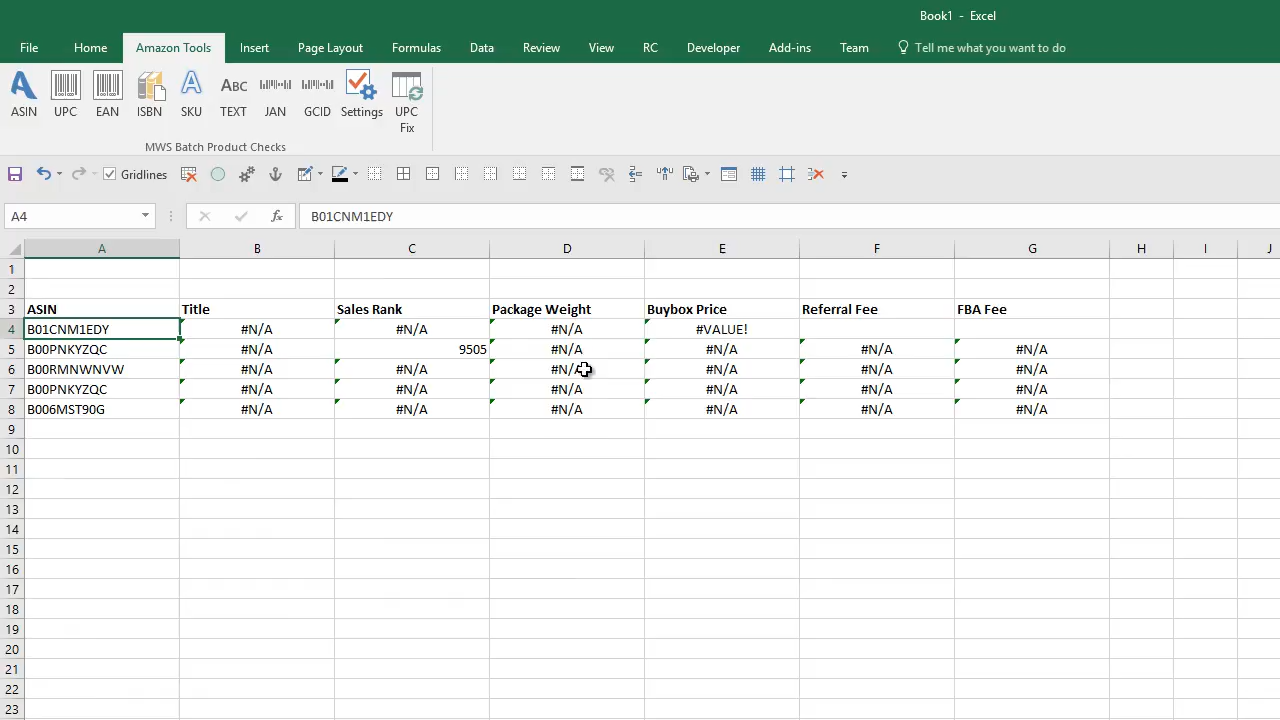 Book1 - Excel
File Home Amazon Tools Insert Page Layout Formulas Data Review View RC Developer Add-ins Team Tell me what you want to do
ASIN UPC EAN ISBN SKU ABC TEXT JAN GCID Settings UPC Fix
MWS Batch Product Checks
Gridlines
A4 fx B01CNM1EDY
A B C D E F G H I J
1
2
3 ASIN Title Sales Rank Package Weight Buybox Price Referral Fee FBA Fee
4 B01CNM1EDY #N/A #N/A #N/A #VALUE!
5 B00PNKYZQC #N/A 9505 #N/A #N/A #N/A #N/A
6 B00RMNWNVW #N/A #N/A #N/A #N/A #N/A #N/A
7 B00PNKYZQC #N/A #N/A #N/A #N/A #N/A #N/A
8 B006MST90G #N/A #N/A #N/A #N/A #N/A #N/A
9
10
11
12
13
14
15
16
17
18
19
20
21
22
23